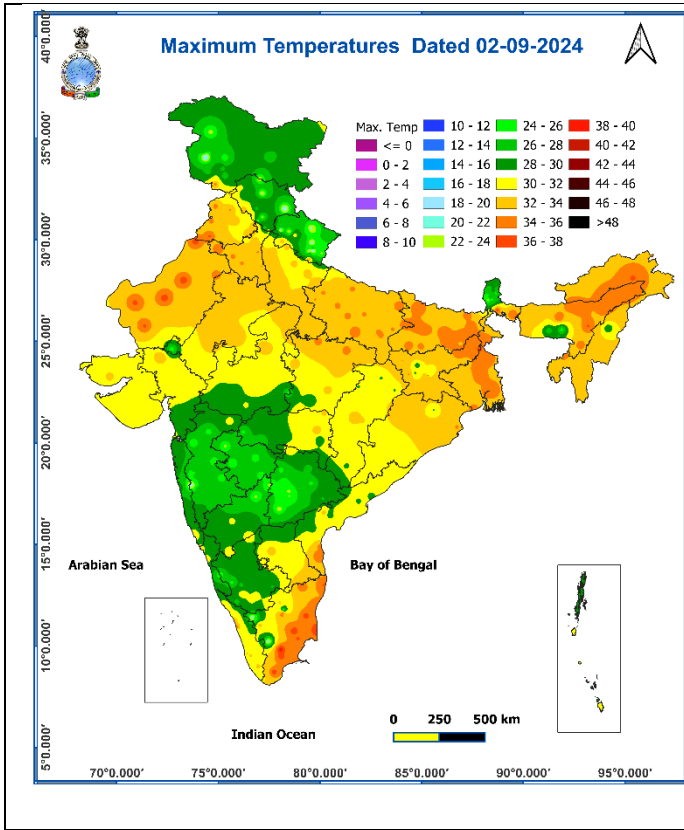 Maximum Temperatures Dated 02-09-2024
Max. Temp
<= 0
0 - 2
2 - 4
4 - 6
6 - 8
8 - 10
10 - 12
12 - 14
14 - 16
16 - 18
18 - 20
20 - 22
22 - 24
24 - 26
26 - 28
28 - 30
30 - 32
32 - 34
34 - 36
36 - 38
38 - 40
40 - 42
42 - 44
44 - 46
46 - 48
>48
40°0.000'
35°0.000'
30°0.000'
25°0.000'
20°0.000'
15°0.000'
10°0.000'
5°0.000'
Arabian Sea
Bay of Bengal
Indian Ocean
0 250 500 km
70°0.000' 75°0.000' 80°0.000' 85°0.000' 90°0.000' 95°0.000'